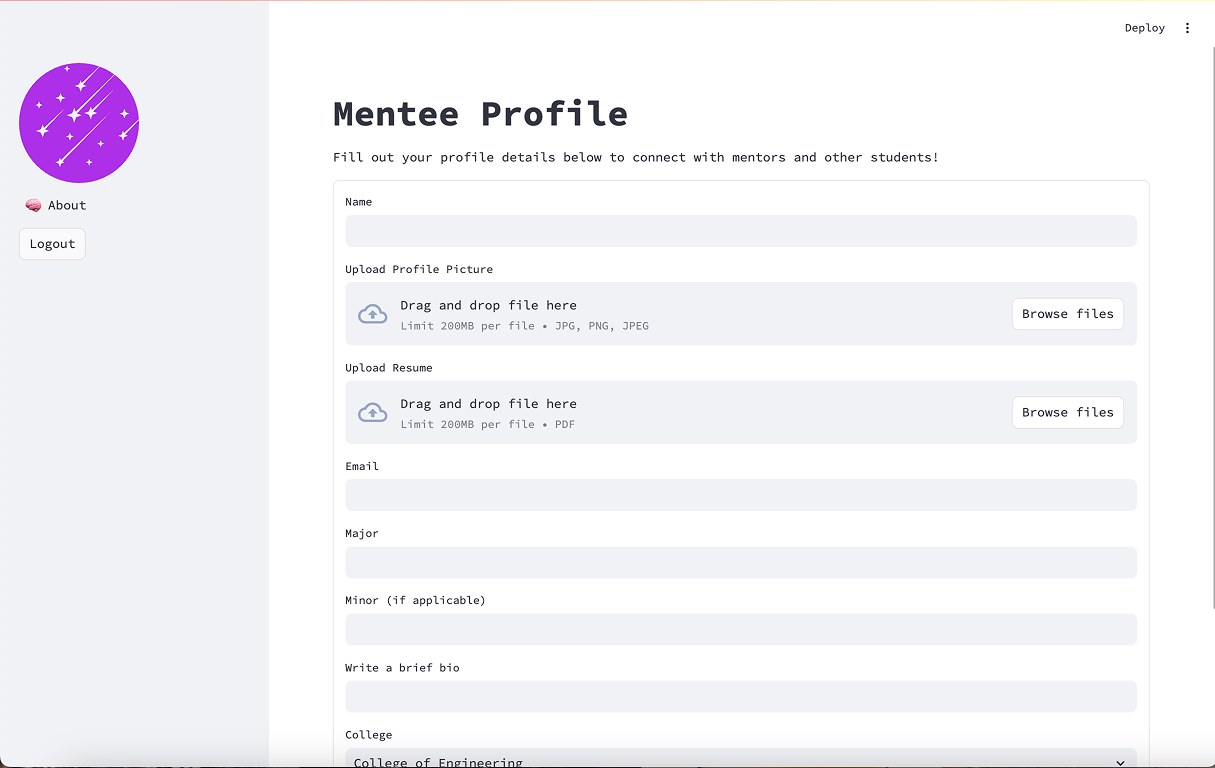 Deploy
About
Logout
Mentee Profile
Fill out your profile details below to connect with mentors and other students!
Name
Upload Profile Picture
Drag and drop file here
Limit 200MB per file • JPG, PNG, JPEG
Browse files
Upload Resume
Drag and drop file here
Limit 200MB per file • PDF
Browse files
Email
Major
Minor (if applicable)
Write a brief bio
College
College of Engineering